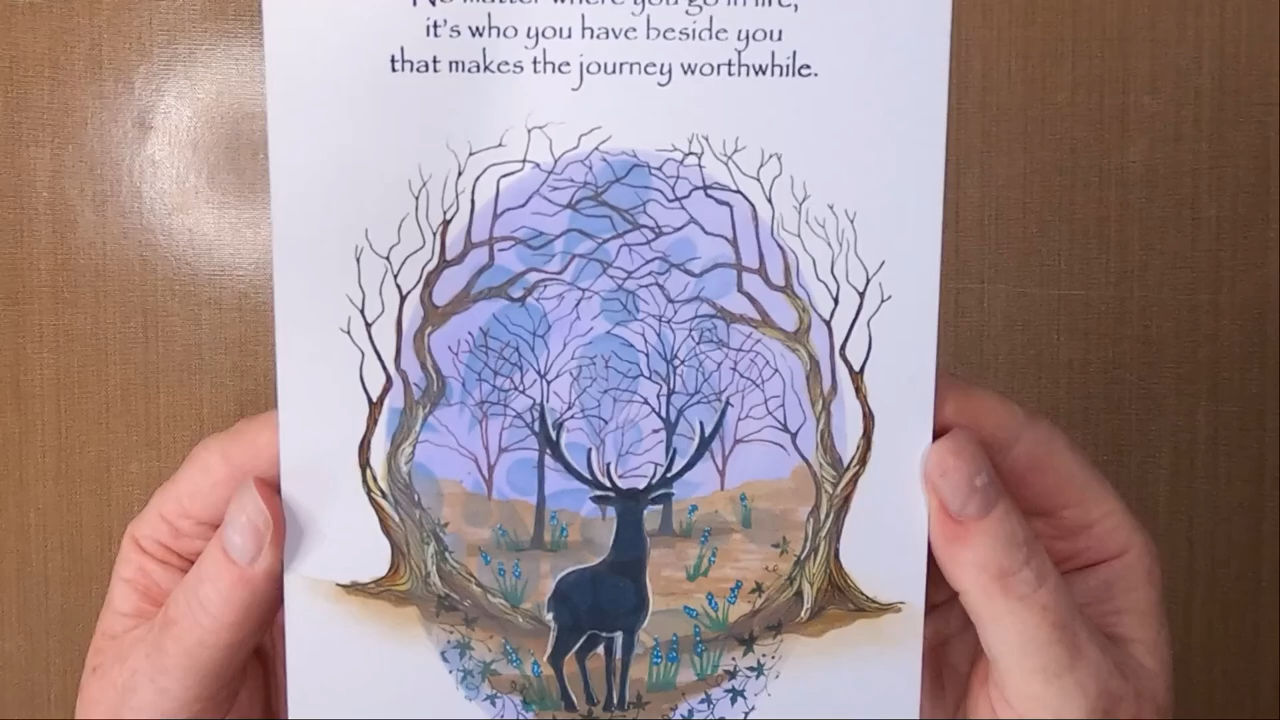 No matter where you go in life,
it's who you have beside you
that makes the journey worthwhile.